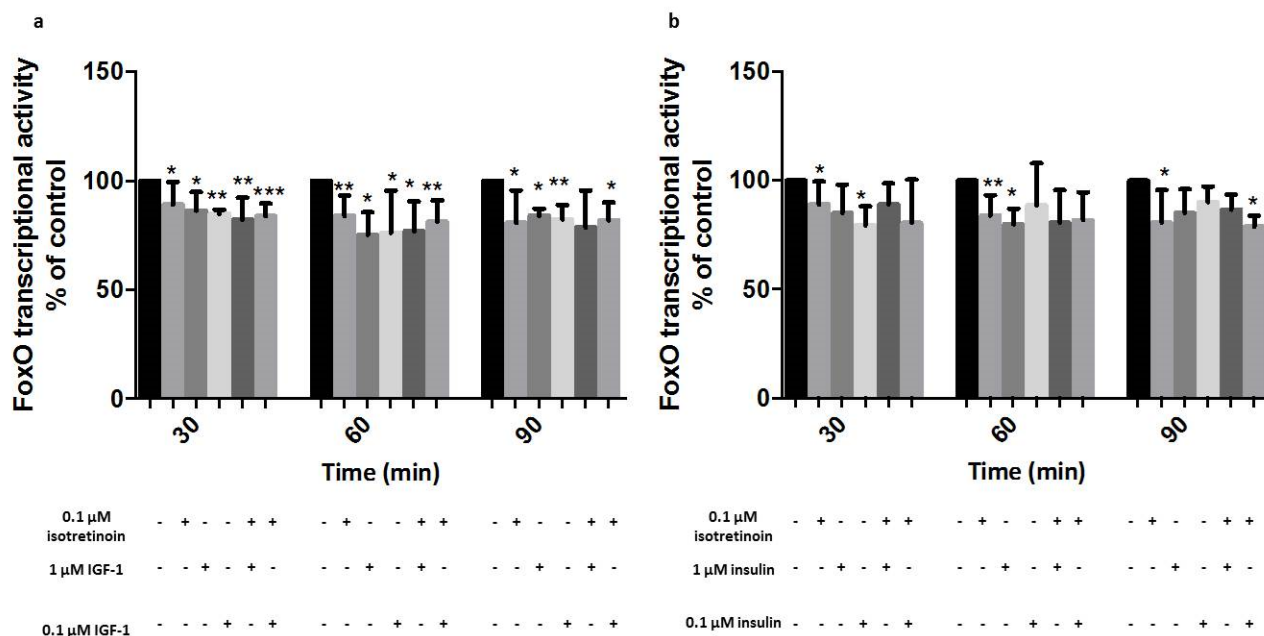 a
FoxO transcriptional activity
% of control
150
100
50
0
* * ** ** ***
** * * * **
* * ** *
30 60 90
Time (min)
0.1 µM
isotretinoin
- + - - + + - + - - + + - + - - + +
1 µM IGF-1
- - + - + - - - + - + - - - + - + -
0.1 µM IGF-1
- - - + - + - - - + - + - - - + - +
b
FoxO transcriptional activity
% of control
150
100
50
0
* *
** *
* *
30 60 90
Time (min)
0.1 µM
isotretinoin
- + - - + + - + - - + + - + - - + +
1 µM insulin
- - + - + - - - + - + - - - + - + -
0.1 µM insulin
- - - + - + - - - + - + - - - + - +